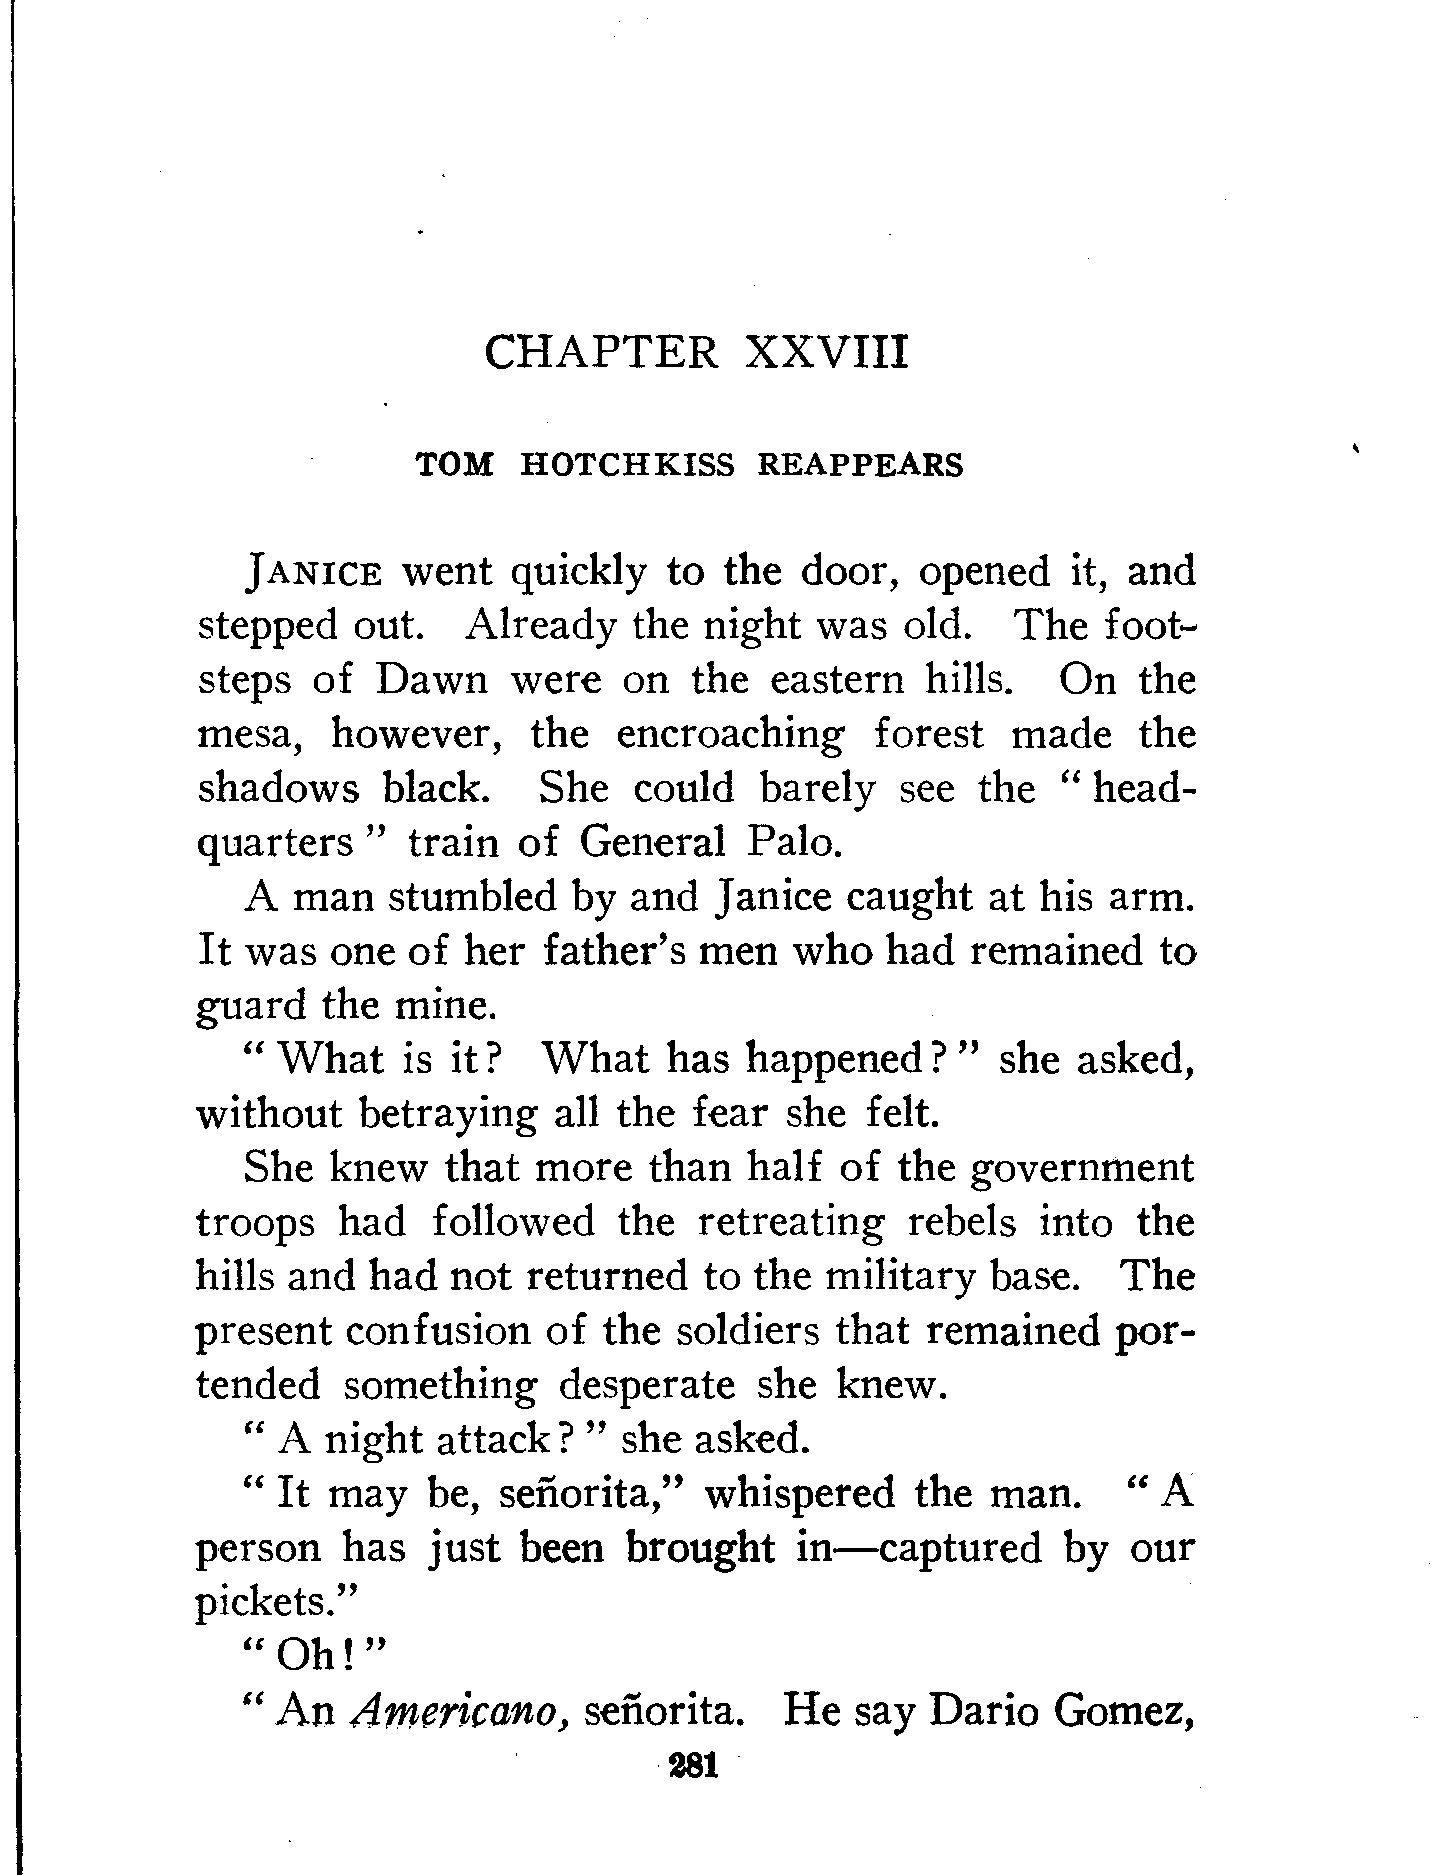 CHAPTER XXVIII
TOM HOTCHKISS REAPPEARS
JANICE went quickly to the door, opened it, and
stepped out. Already the night was old. The foot-
steps of Dawn were on the eastern hills. On the
mesa, however, the encroaching forest made the
shadows black. She could barely see the “ head-
quarters ” train of General Palo.
A man stumbled by and Janice caught at his arm.
It was one of her father’s men who had remained to
guard the mine.
“ What is it? What has happened? ” she asked,
without betraying all the fear she felt.
She knew that more than half of the government
troops had followed the retreating rebels into the
hills and had not returned to the military base. The
present confusion of the soldiers that remained por-
tended something desperate she knew.
“ A night attack? ” she asked.
“ It may be, señorita,” whispered the man. “ A
person has just been brought in—captured by our
pickets.”
“ Oh! ”
“ An Americano, señorita. He say Dario Gomez,
281